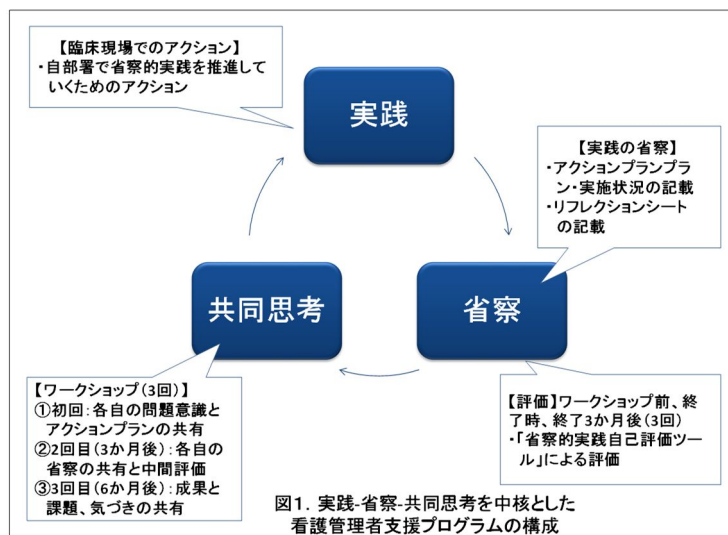 【臨床現場でのアクション】
・自部署で省察的実践を推進して
いくためのアクション
実践
【実践の省察】
・アクションプランプラ
ン・実施状況の記載
・リフレクションシート
の記載
共同思考
省察
【ワークショップ(3回)】
①初回:各自の問題意識と
アクションプランの共有
②2回目(3か月後):各自の
省察の共有と中間評価
③3回目(6か月後):成果と
課題、気づきの共有
【評価】ワークショップ前、終
了時、終了3か月後(3回)
・「省察的実践自己評価ツ
ール」による評価
図1. 実践-省察-共同思考を中核とした
看護管理者支援プログラムの構成